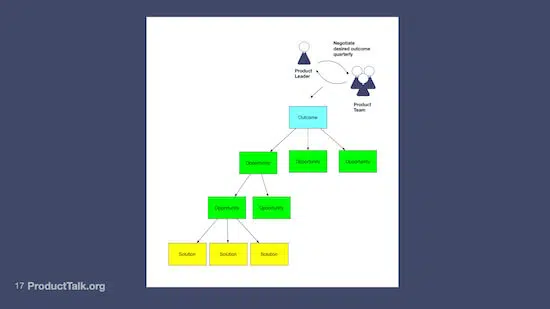 Negotiate
desired outcome
quarterly
Product
Leader
Product
Team
Outcome
Opportunity Opportunity Opportunity
Opportunity Opportunity
Solution Solution Solution
17 ProductTalk.org